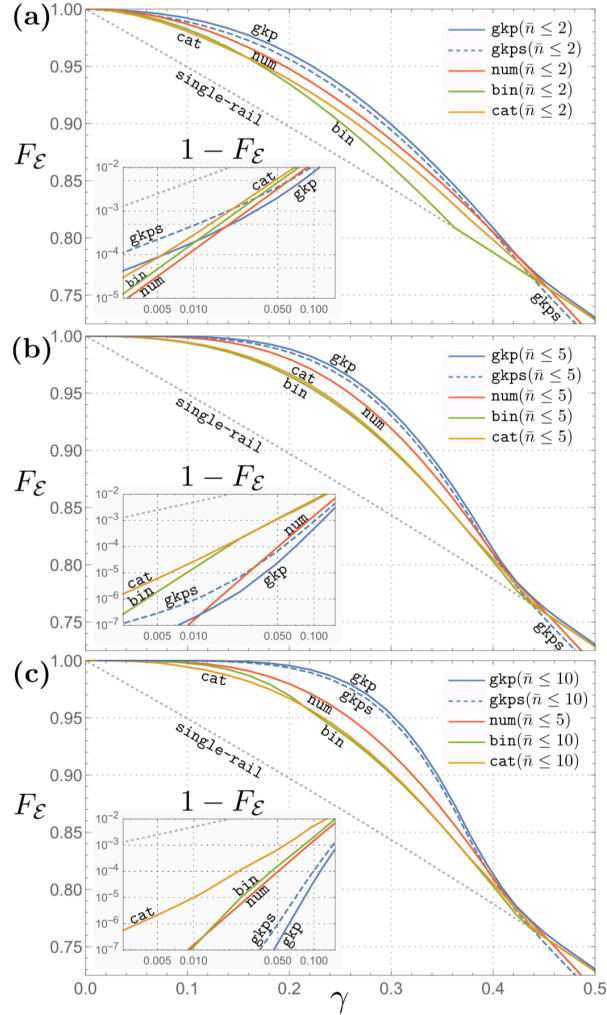 (a)
1.00
0.95
0.90
0.85
0.80
0.75
F_ℰ
gkp
cat
num
single-rail
bin
gkp(n̄ ≤ 2)
gkps(n̄ ≤ 2)
num(n̄ ≤ 2)
bin(n̄ ≤ 2)
cat(n̄ ≤ 2)
1 − F_ℰ
10⁻²
10⁻³
10⁻⁴
10⁻⁵
cat
gkps
gkp
bin
num
0.005 0.010 0.050 0.100
gkps
(b)
1.00
0.95
0.90
0.85
0.80
0.75
F_ℰ
gkp
cat
bin
num
single-rail
gkp(n̄ ≤ 5)
gkps(n̄ ≤ 5)
num(n̄ ≤ 5)
bin(n̄ ≤ 5)
cat(n̄ ≤ 5)
1 − F_ℰ
10⁻²
10⁻³
10⁻⁴
10⁻⁵
10⁻⁶
10⁻⁷
num
cat
bin
gkps
gkp
0.005 0.010 0.050 0.100
gkps
(c)
1.00
0.95
0.90
0.85
0.80
0.75
F_ℰ
cat
gkp
gkps
num
bin
single-rail
gkp(n̄ ≤ 10)
gkps(n̄ ≤ 10)
num(n̄ ≤ 5)
bin(n̄ ≤ 10)
cat(n̄ ≤ 10)
1 − F_ℰ
10⁻²
10⁻³
10⁻⁴
10⁻⁵
10⁻⁶
10⁻⁷
cat
bin
num
gkps
gkp
0.005 0.010 0.050 0.100
gkps
0.0 0.1 0.2 0.3 0.4 0.5
γ